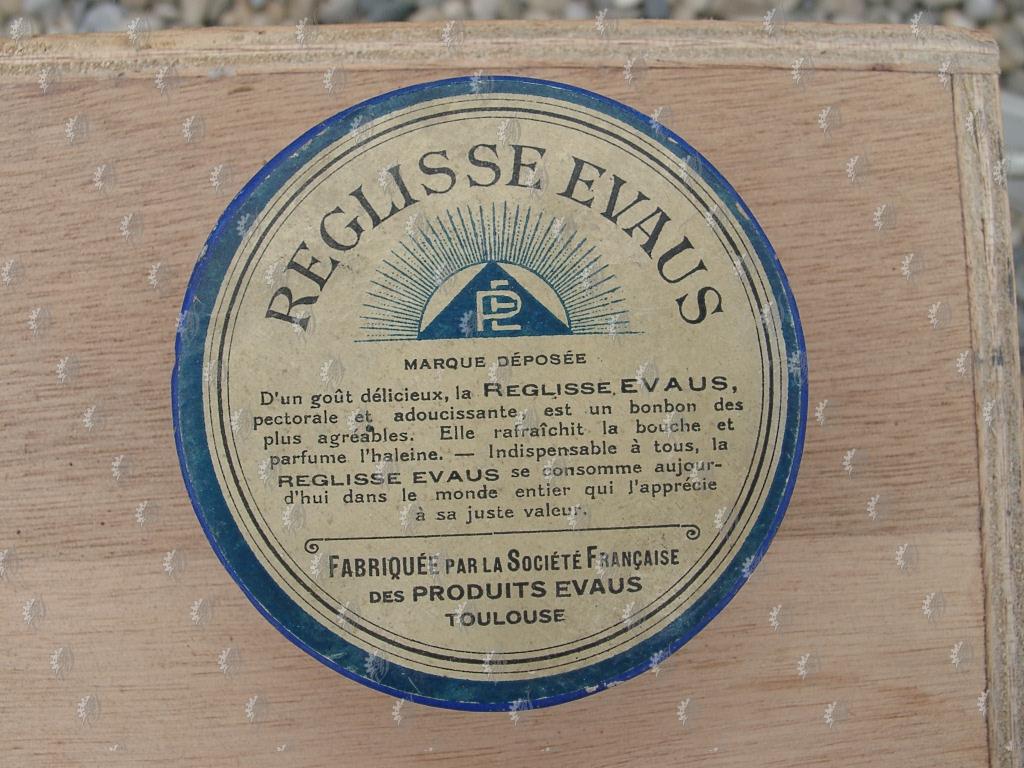 REGLISSE EVAUS
PEL
MARQUE DÉPOSÉE
D'un goût délicieux, la REGLISSE EVAUS,
pectorale et adoucissante, est un bonbon des
plus agréables. Elle rafraîchit la bouche et
parfume l'haleine. — Indispensable à tous, la
REGLISSE EVAUS se consomme aujour-
d'hui dans le monde entier qui l'apprécie
à sa juste valeur.
FABRIQUÉE PAR LA SOCIÉTÉ FRANÇAISE
DES PRODUITS EVAUS
TOULOUSE